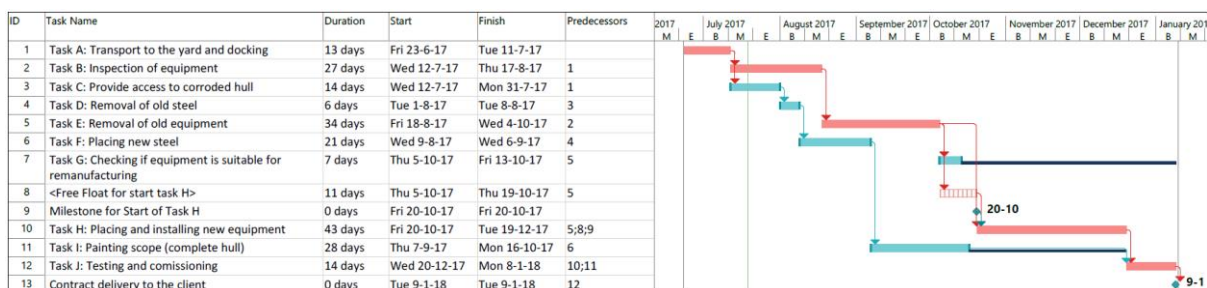 ID Task Name Duration Start Finish Predecessors 2017 July 2017 August 2017 September 2017 October 2017 November 2017 December 2017 January 201
M E B M E B M E B M E B M E B M E B M
1 Task A: Transport to the yard and docking 13 days Fri 23-6-17 Tue 11-7-17
2 Task B: Inspection of equipment 27 days Wed 12-7-17 Thu 17-8-17 1
3 Task C: Provide access to corroded hull 14 days Wed 12-7-17 Mon 31-7-17 1
4 Task D: Removal of old steel 6 days Tue 1-8-17 Tue 8-8-17 3
5 Task E: Removal of old equipment 34 days Fri 18-8-17 Wed 4-10-17 2
6 Task F: Placing new steel 21 days Wed 9-8-17 Wed 6-9-17 4
7 Task G: Checking if equipment is suitable for 7 days Thu 5-10-17 Fri 13-10-17 5
remanufacturing
8 <Free Float for start task H> 11 days Thu 5-10-17 Thu 19-10-17 5
9 Milestone for Start of Task H 0 days Fri 20-10-17 Fri 20-10-17 20-10
10 Task H: Placing and installing new equipment 43 days Fri 20-10-17 Tue 19-12-17 5;8;9
11 Task I: Painting scope (complete hull) 28 days Thu 7-9-17 Mon 16-10-17 6
12 Task J: Testing and comissioning 14 days Wed 20-12-17 Mon 8-1-18 10;11
13 Contract delivery to the client 0 days Tue 9-1-18 Tue 9-1-18 12 9-1